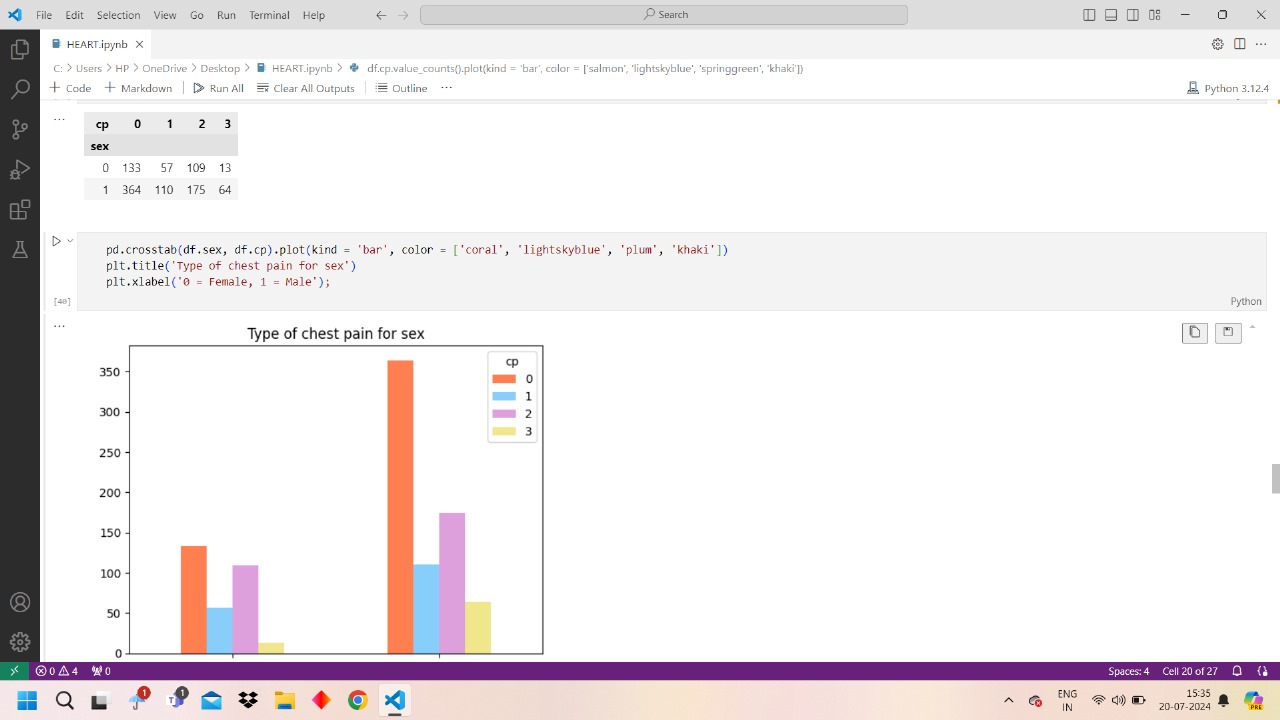 File Edit Selection View Go Run Terminal Help
Search
HEART.ipynb
C: > Users > HP > OneDrive > Desktop > HEART.ipynb > df.cp.value_counts().plot(kind = 'bar', color = ['salmon', 'lightskyblue', 'springgreen', 'khaki'])
+ Code + Markdown Run All Clear All Outputs Outline ...
Python 3.12.4
cp 0 1 2 3
sex
0 133 57 109 13
1 364 110 175 64
pd.crosstab(df.sex, df.cp).plot(kind = 'bar', color = ['coral', 'lightskyblue', 'plum', 'khaki'])
plt.title('Type of chest pain for sex')
plt.xlabel('0 = Female, 1 = Male');
[40]
Python
Type of chest pain for sex
cp
0
1
2
3
350
300
250
200
150
100
50
0
0 4 0
Spaces: 4 Cell 20 of 27
1
1
ENG
IN
15:35
20-07-2024
PRE